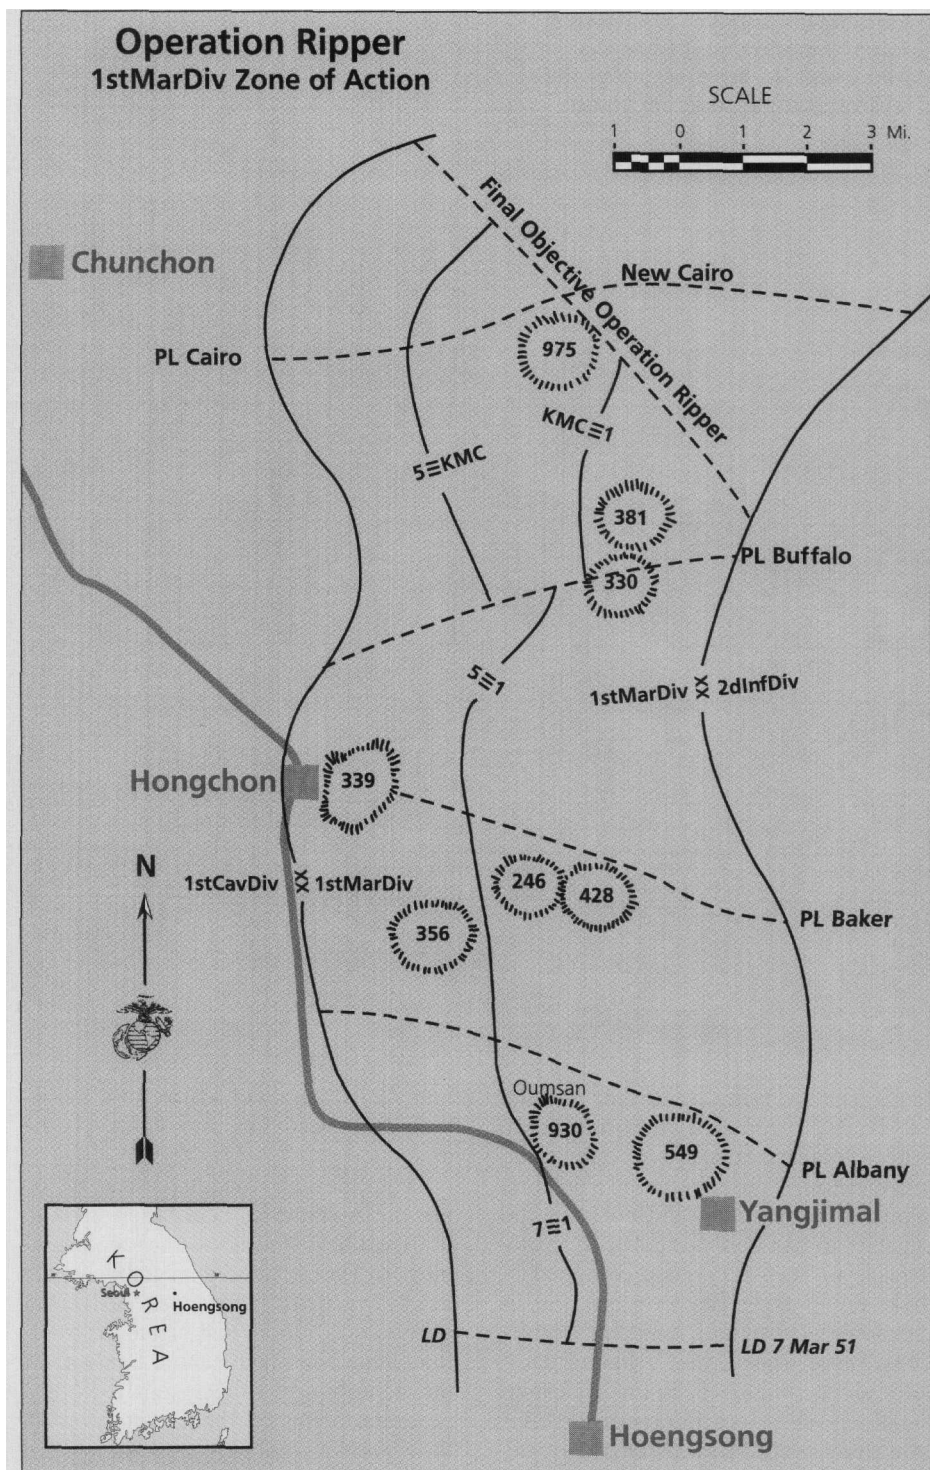 Operation Ripper
1stMarDiv Zone of Action
SCALE
1 0 1 2 3 Mi.
Final Objective Operation Ripper
Chunchon
New Cairo
PL Cairo
975
KMC 1
5 KMC
381
PL Buffalo
330
5 1
1stMarDiv XX 2dInfDiv
Hongchon
339
N
1stCavDiv XX 1stMarDiv
246
428
356
PL Baker
Oumsan
930
549
PL Albany
Yangjimal
7 1
KOREA
Seoul
Hoengsong
LD
LD 7 Mar 51
Hoengsong